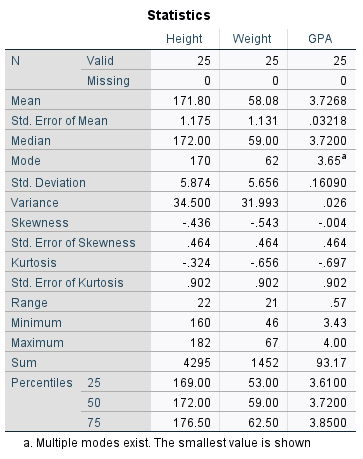 Statistics
Height Weight GPA
N Valid 25 25 25
Missing 0 0 0
Mean 171.80 58.08 3.7268
Std. Error of Mean 1.175 1.131 .03218
Median 172.00 59.00 3.7200
Mode 170 62 3.65a
Std. Deviation 5.874 5.656 .16090
Variance 34.500 31.993 .026
Skewness -.436 -.543 -.004
Std. Error of Skewness .464 .464 .464
Kurtosis -.324 -.656 -.697
Std. Error of Kurtosis .902 .902 .902
Range 22 21 .57
Minimum 160 46 3.43
Maximum 182 67 4.00
Sum 4295 1452 93.17
Percentiles 25 169.00 53.00 3.6100
50 172.00 59.00 3.7200
75 176.50 62.50 3.8500
a. Multiple modes exist. The smallest value is shown